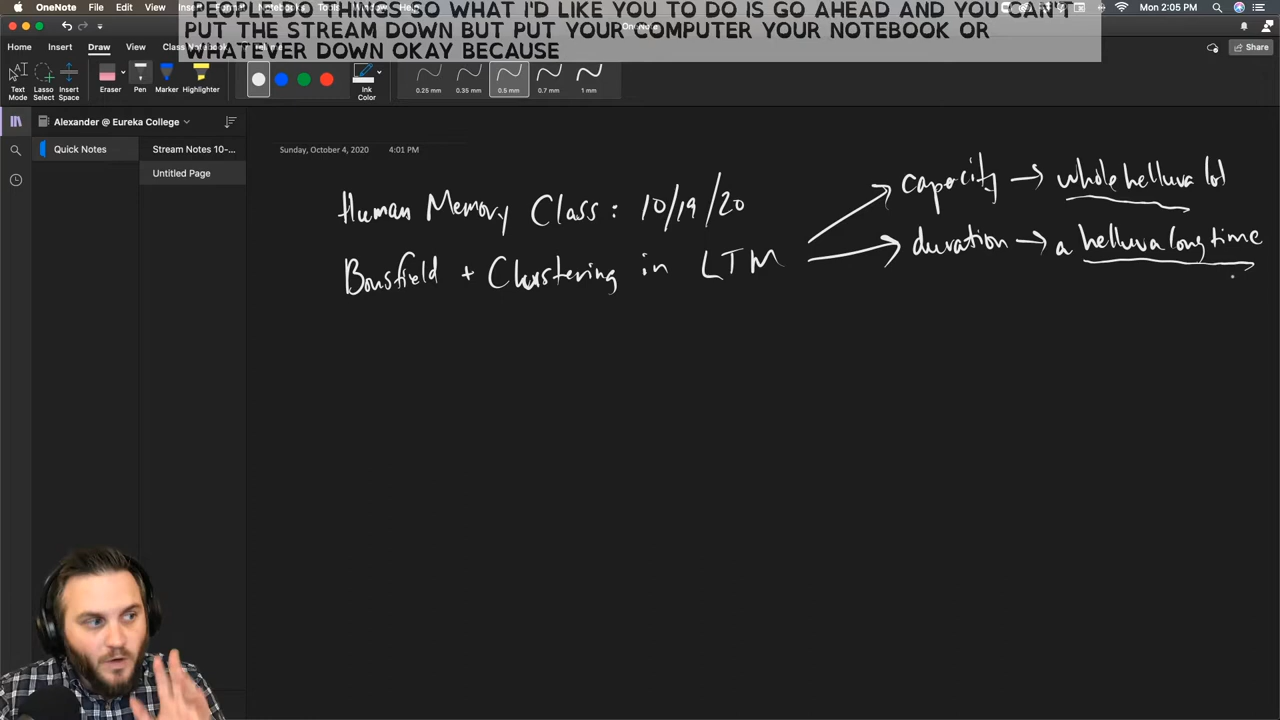 PEOPLE DO THINGS SO WHAT I'D LIKE YOU TO DO IS GO AHEAD AND YOU CAN'T
PUT THE STREAM DOWN BUT PUT YOUR COMPUTER YOUR NOTEBOOK OR
WHATEVER DOWN OKAY BECAUSE
OneNote File Edit View Mon 2:05 PM
Home Insert Draw Share
Text Mode
Lasso Select
Insert Space
Eraser
Pen
Marker
Highlighter
Ink Color
0.25 mm
0.35 mm
0.5 mm
0.7 mm
1 mm
Alexander @ Eureka College
Quick Notes
Stream Notes 10-...
Untitled Page
Sunday, October 4, 2020 4:01 PM
Human Memory Class: 10/19/20
Bousfield + Clustering in LTM
capacity → whole helluva lot
duration → a helluva long time